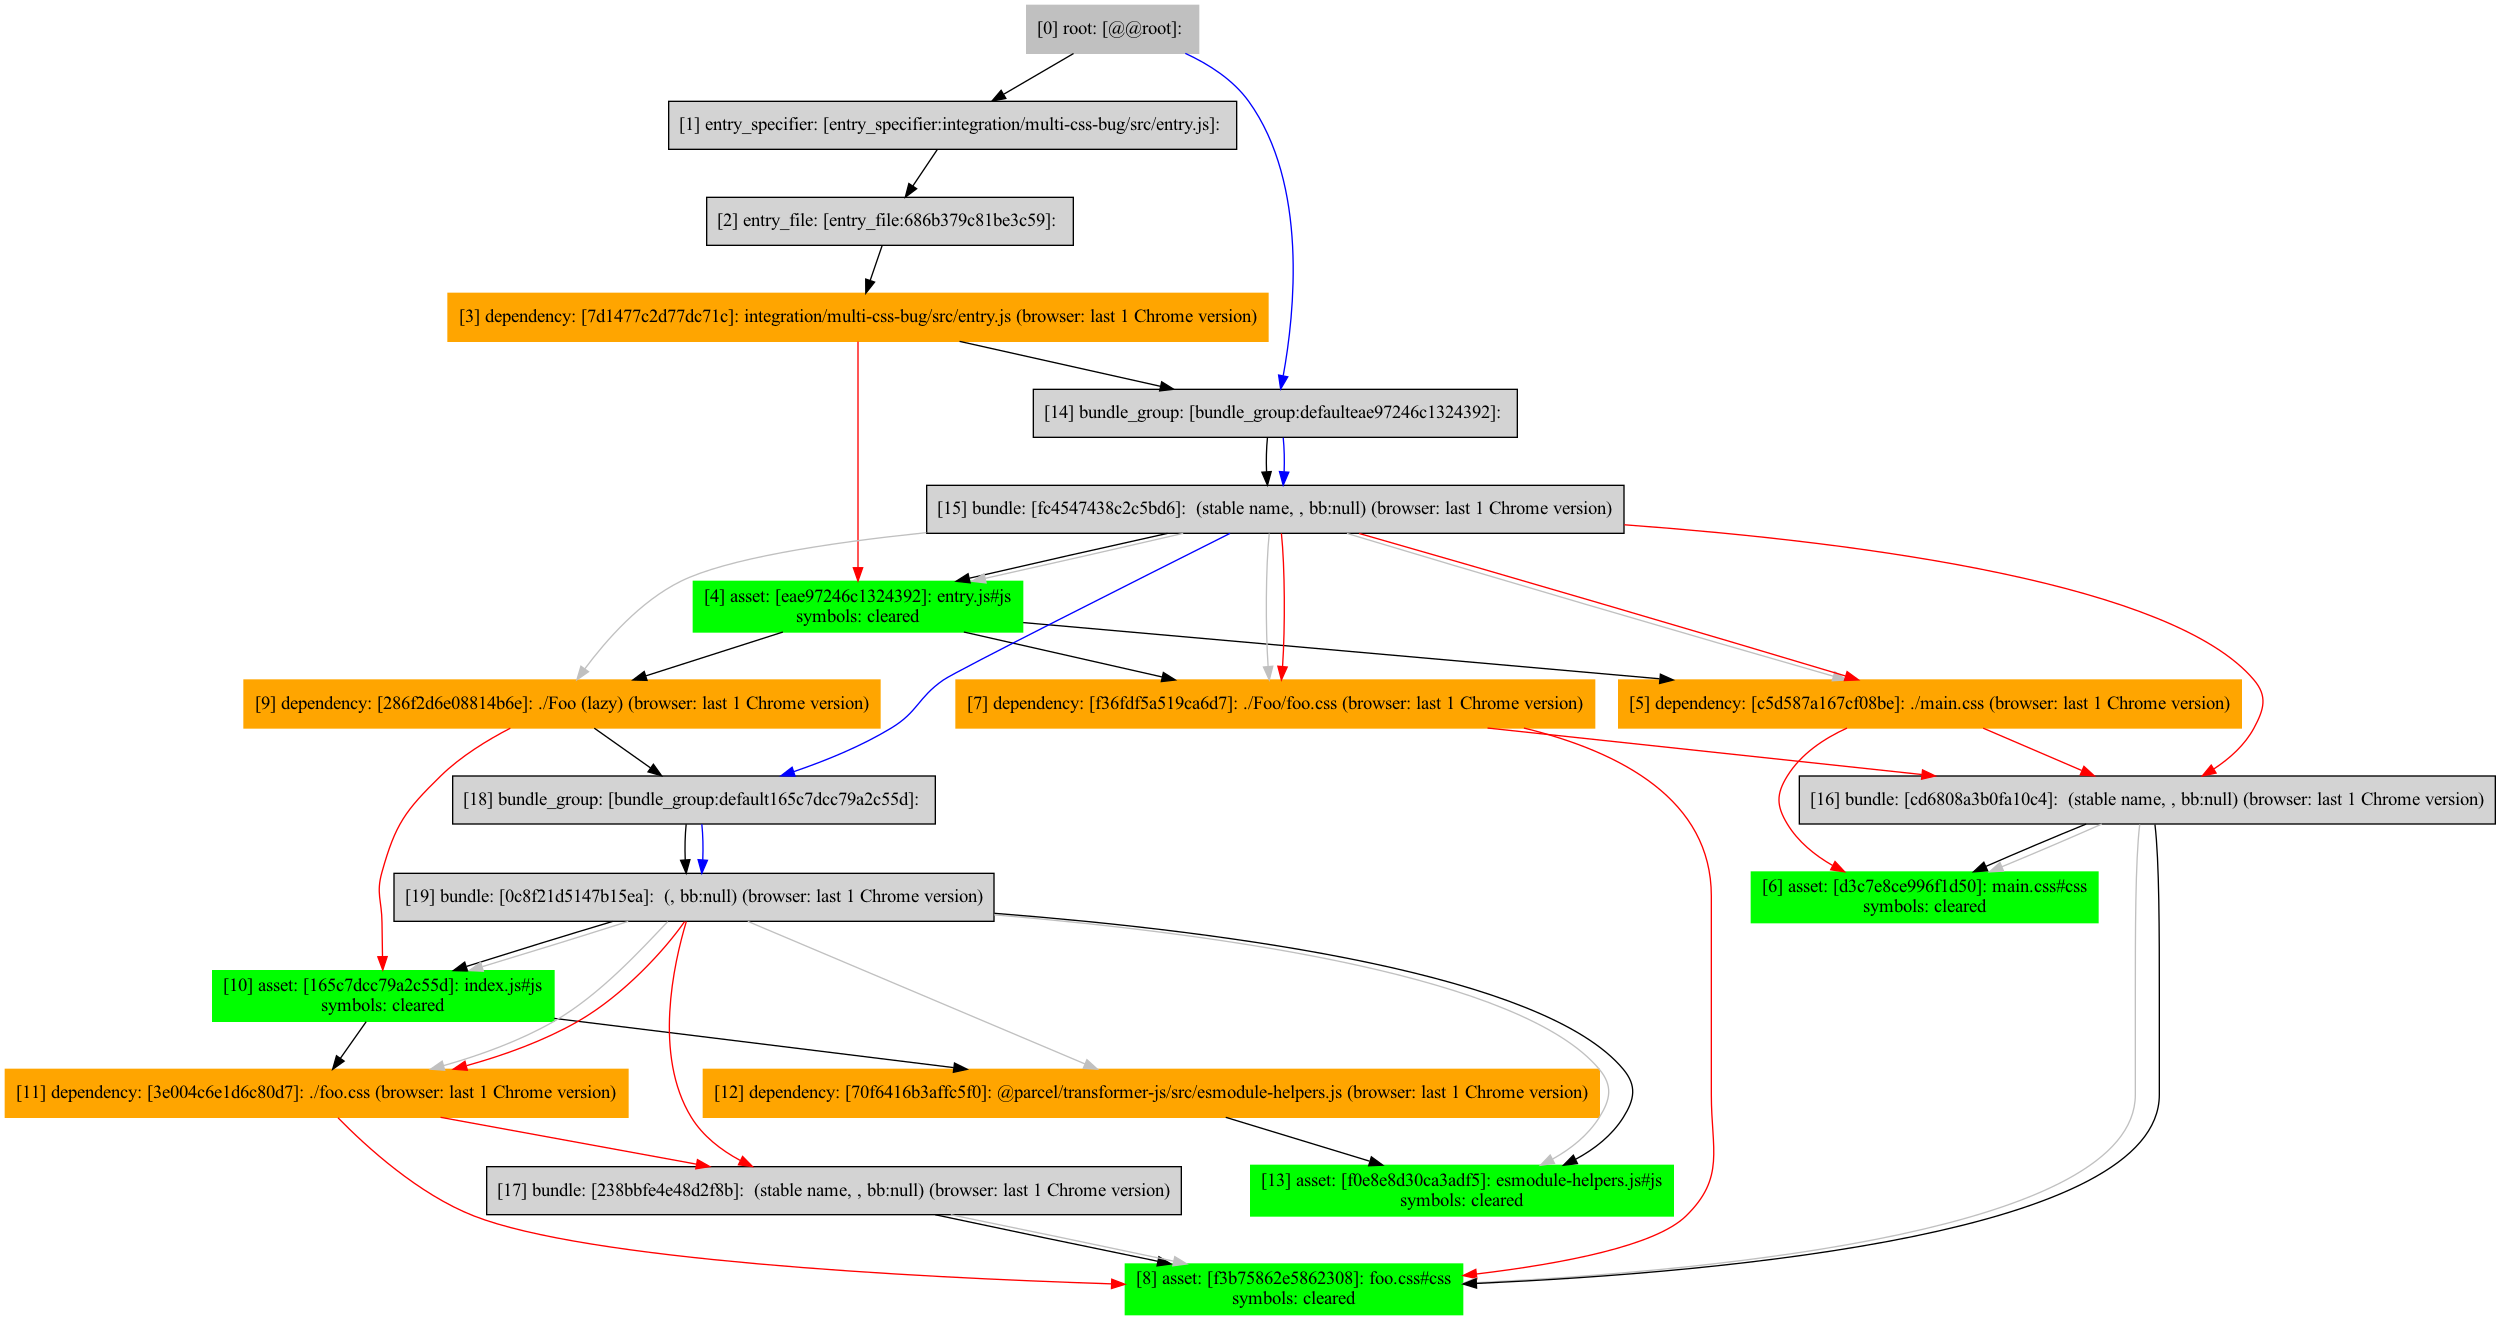 [0] root: [@@root]:
[1] entry_specifier: [entry_specifier:integration/multi-css-bug/src/entry.js]:
[2] entry_file: [entry_file:686b379c81be3c59]:
[3] dependency: [7d1477c2d77dc71c]: integration/multi-css-bug/src/entry.js (browser: last 1 Chrome version)
[14] bundle_group: [bundle_group:defaulteae97246c1324392]:
[15] bundle: [fc4547438c2c5bd6]:  (stable name, , bb:null) (browser: last 1 Chrome version)
[4] asset: [eae97246c1324392]: entry.js#js
symbols: cleared
[9] dependency: [286f2d6e08814b6e]: ./Foo (lazy) (browser: last 1 Chrome version)
[7] dependency: [f36fdf5a519ca6d7]: ./Foo/foo.css (browser: last 1 Chrome version)
[5] dependency: [c5d587a167cf08be]: ./main.css (browser: last 1 Chrome version)
[18] bundle_group: [bundle_group:default165c7dcc79a2c55d]:
[16] bundle: [cd6808a3b0fa10c4]:  (stable name, , bb:null) (browser: last 1 Chrome version)
[19] bundle: [0c8f21d5147b15ea]:  (, bb:null) (browser: last 1 Chrome version)
[6] asset: [d3c7e8ce996f1d50]: main.css#css
symbols: cleared
[10] asset: [165c7dcc79a2c55d]: index.js#js
symbols: cleared
[11] dependency: [3e004c6e1d6c80d7]: ./foo.css (browser: last 1 Chrome version)
[12] dependency: [70f6416b3affc5f0]: @parcel/transformer-js/src/esmodule-helpers.js (browser: last 1 Chrome version)
[17] bundle: [238bbfe4e48d2f8b]:  (stable name, , bb:null) (browser: last 1 Chrome version)
[13] asset: [f0e8e8d30ca3adf5]: esmodule-helpers.js#js
symbols: cleared
[8] asset: [f3b75862e5862308]: foo.css#css
symbols: cleared